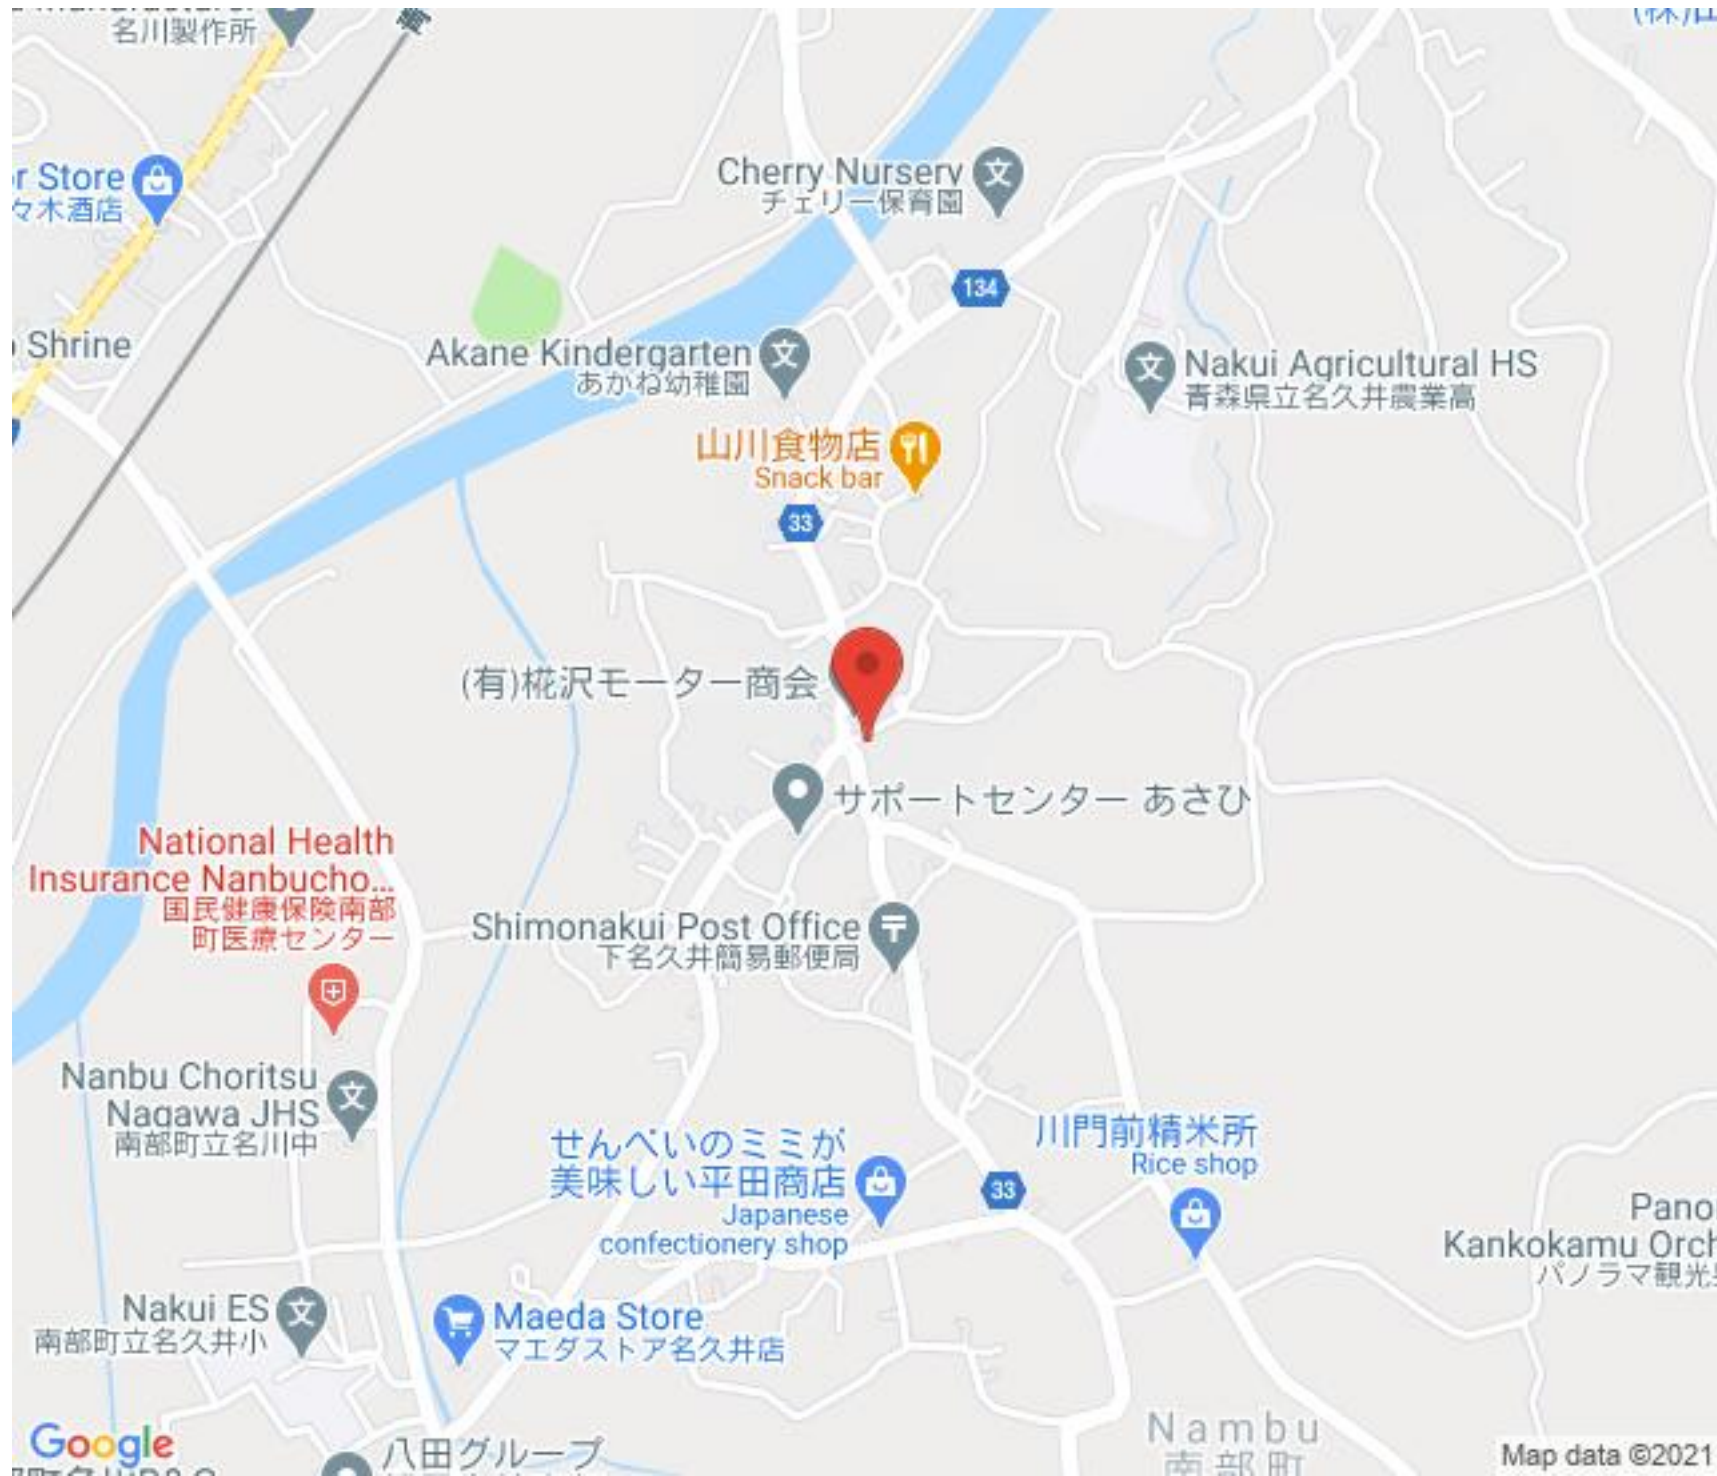 名川製作所
Store
々木酒店
Cherry Nursery
チェリー保育園
134
Shrine
Akane Kindergarten
あかね幼稚園
Nakui Agricultural HS
青森県立名久井農業高
山川食物店
Snack bar
33
(有)椛沢モーター商会
サポートセンター あさひ
National Health
Insurance Nanbucho...
国民健康保険南部
町医療センター
Shimonakui Post Office
下名久井簡易郵便局
Nanbu Choritsu
Nagawa JHS
南部町立名川中
せんべいのミミが
美味しい平田商店
Japanese
confectionery shop
川門前精米所
Rice shop
33
Pano
Kankokamu Orch
パノラマ観光
Nakui ES
南部町立名久井小
Maeda Store
マエダストア名久井店
Nambu
南部町
Google
八田グループ
Map data ©2021